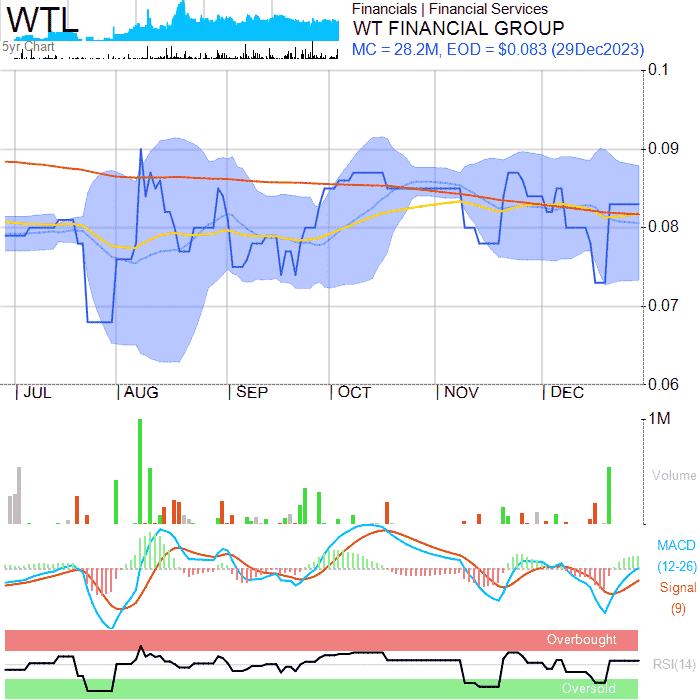 WTL
5yr Chart
Financials | Financial Services
WT FINANCIAL GROUP
MC = 28.2M, EOD = $0.083 (29Dec2023)
0.1
0.09
0.08
0.07
0.06
JUL AUG SEP OCT NOV DEC
1M
Volume
MACD
(12-26)
Signal
(9)
Overbought
RSI(14)
Oversold